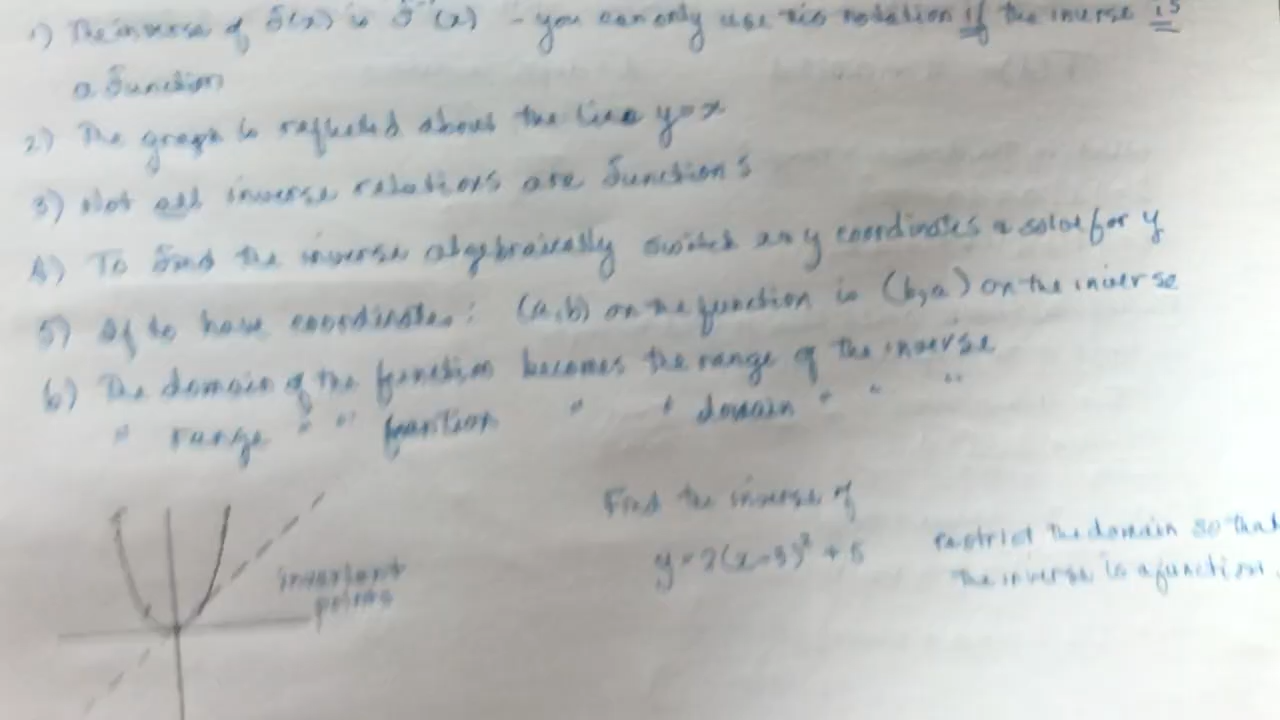 1) The inverse of f(x) is f⁻¹(x) - you can only use this notation if the inverse is
a function
2) The graph is reflected about the line y=x
3) Not all inverse relations are functions
4) To find the inverse algebraically switch x & y coordinates & solve for y
5) If to have coordinates: (a,b) on the function is (b,a) on the inverse
6) The domain of the function becomes the range of the inverse
" range " " function " " domain " " "
invariant
points
Find the inverse of
y = 2(x-3)² + 5
restrict the domain so that
the inverse is a function.